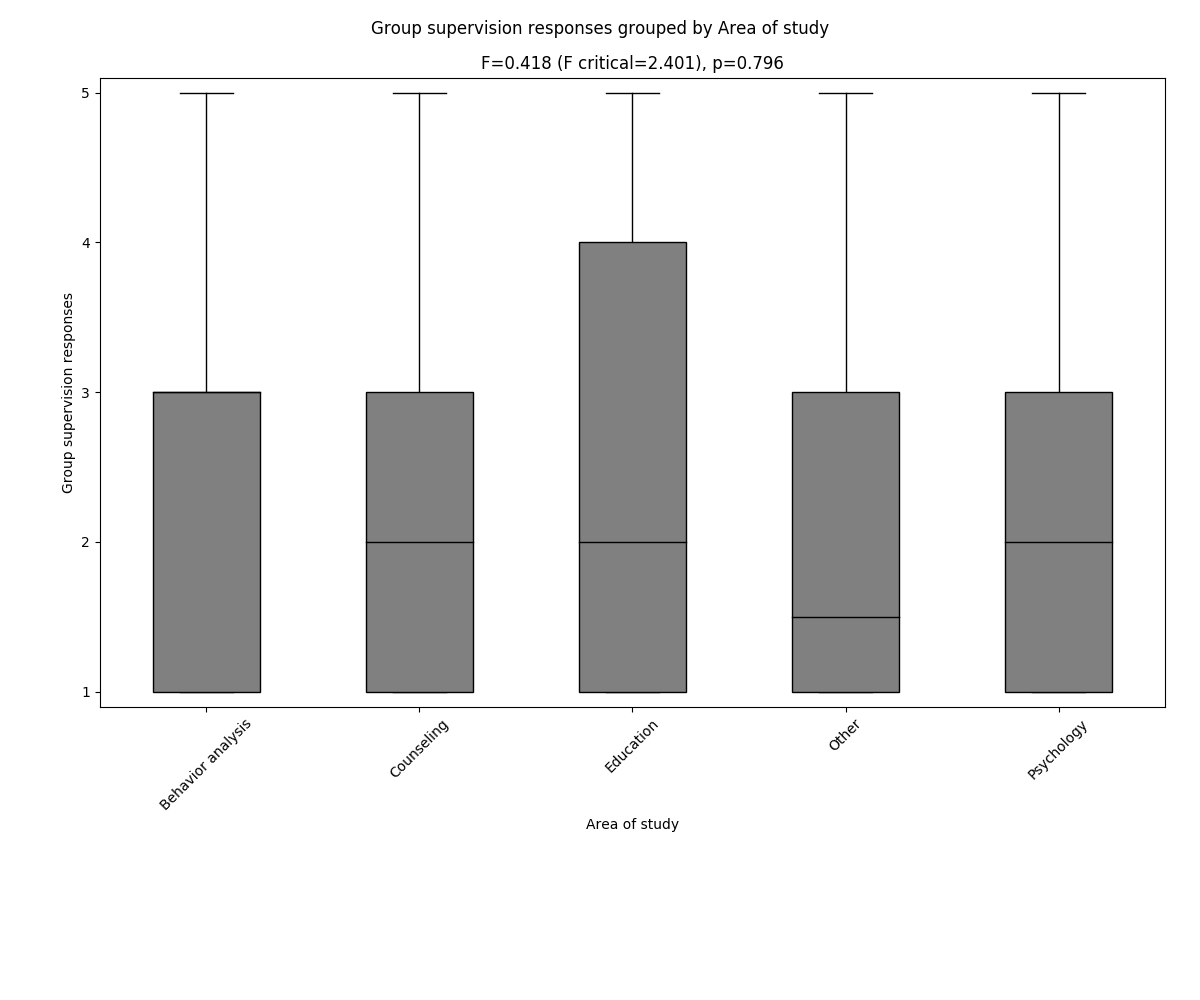 Group supervision responses grouped by Area of study
F=0.418 (F critical=2.401), p=0.796
5
4
3
2
1
Group supervision responses
Behavior analysis
Counseling
Education
Other
Psychology
Area of study